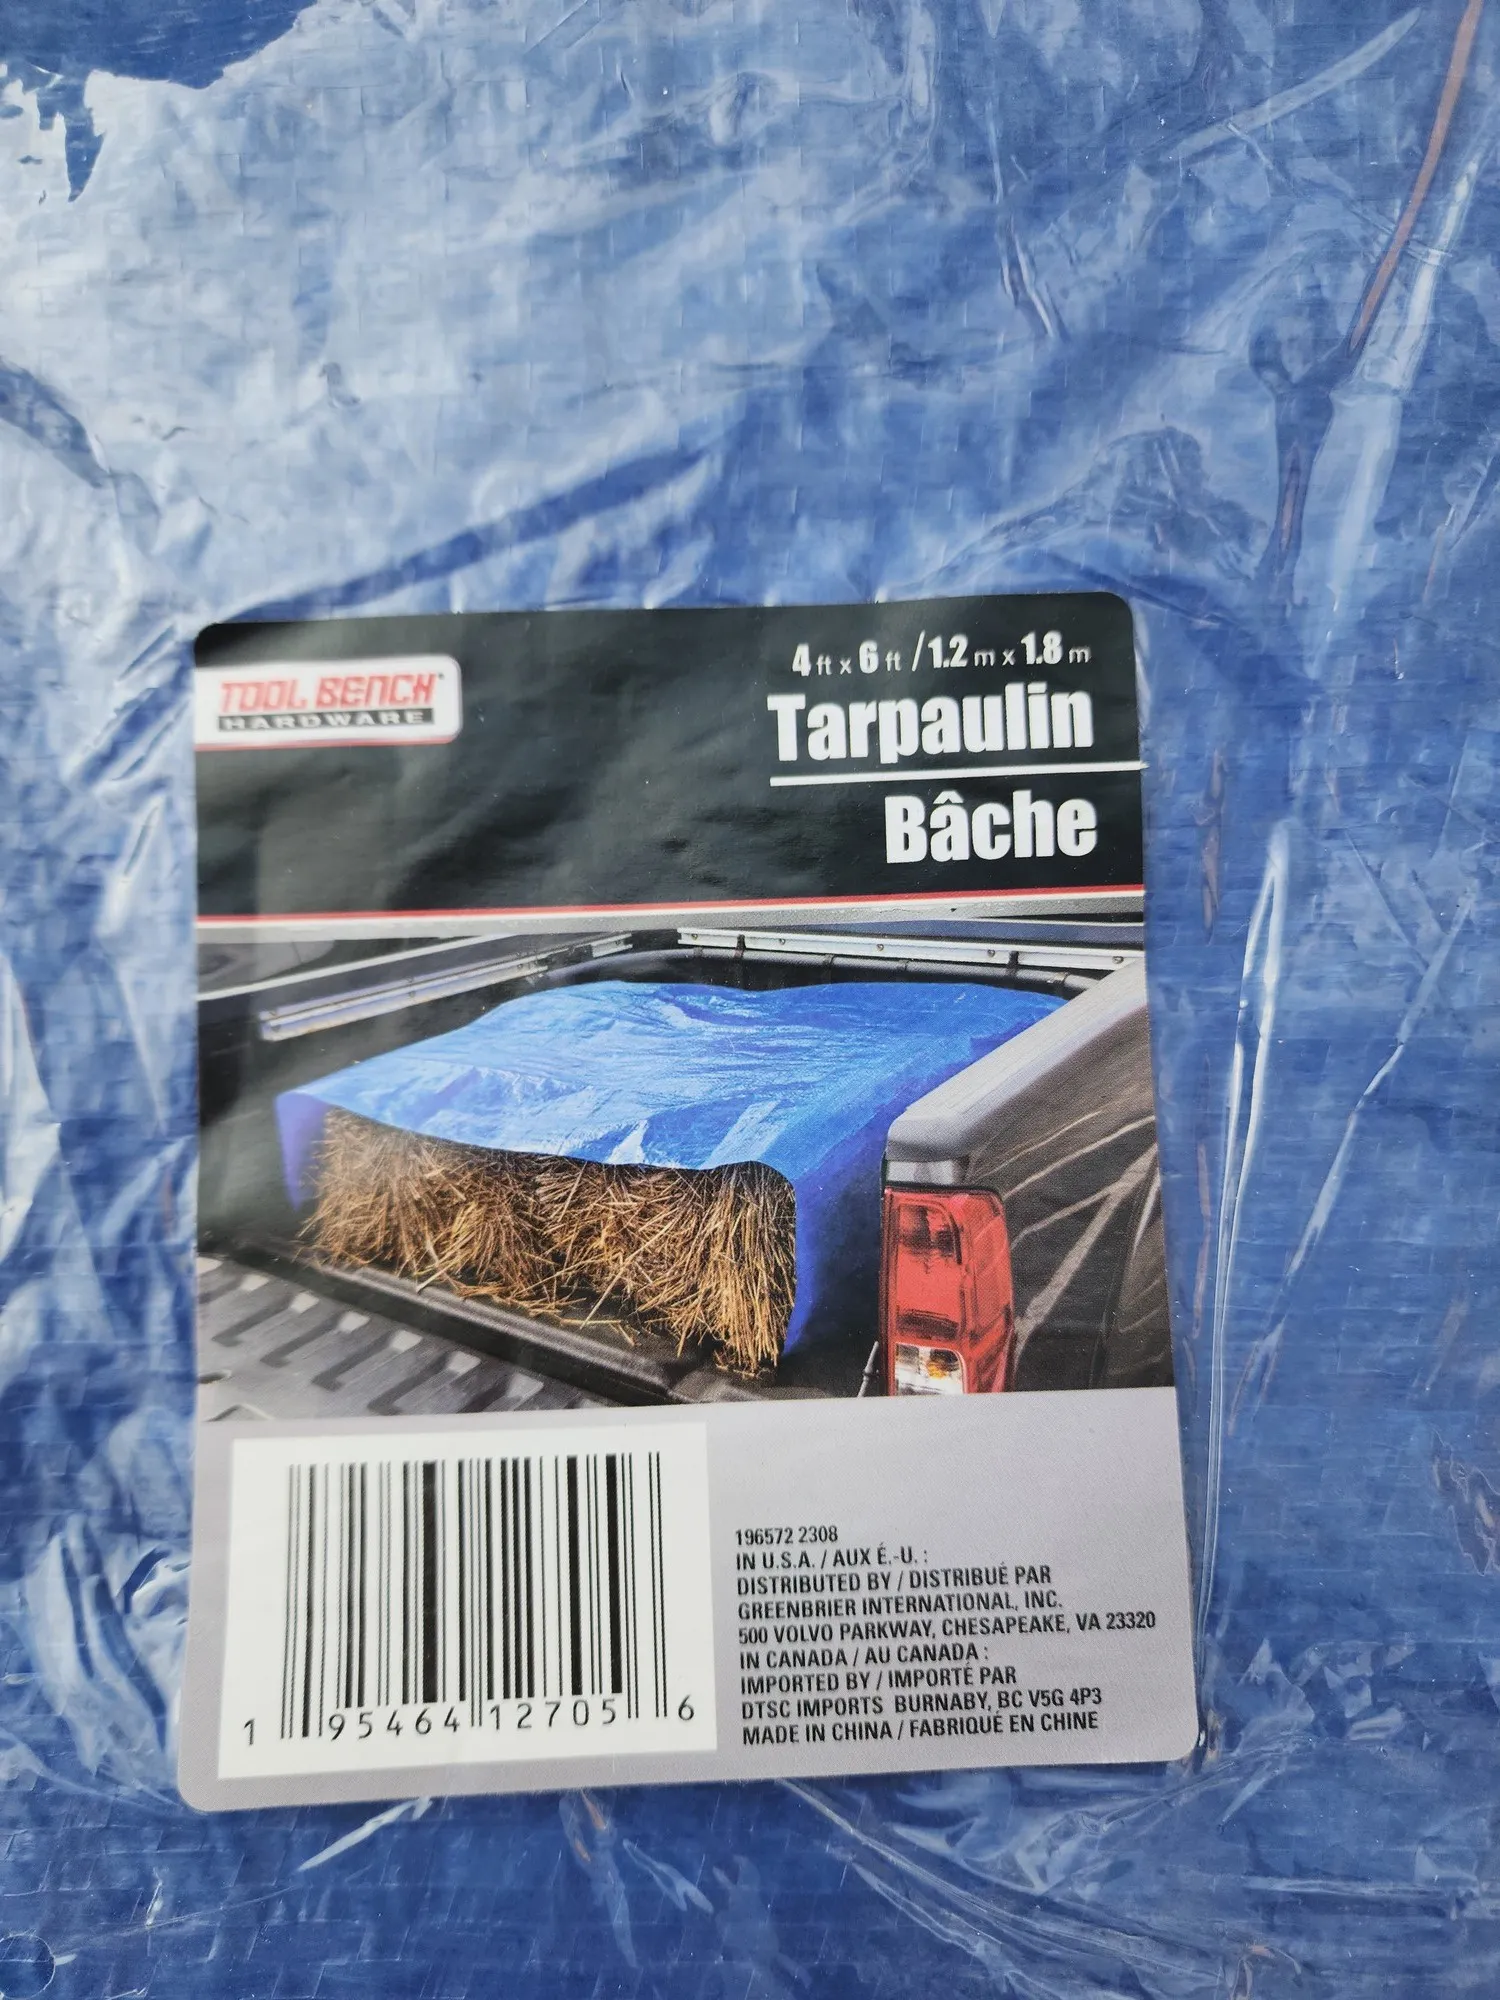 TOOL BENCH
HARDWARE
4 ft x 6 ft / 1.2 m x 1.8 m
Tarpaulin
Bâche
196572 2308
IN U.S.A. / AUX É.-U. :
DISTRIBUTED BY / DISTRIBUÉ PAR
GREENBRIER INTERNATIONAL, INC.
500 VOLVO PARKWAY, CHESAPEAKE, VA 23320
IN CANADA / AU CANADA :
IMPORTED BY / IMPORTÉ PAR
DTSC IMPORTS BURNABY, BC V5G 4P3
MADE IN CHINA / FABRIQUÉ EN CHINE
1 95464 12705 6